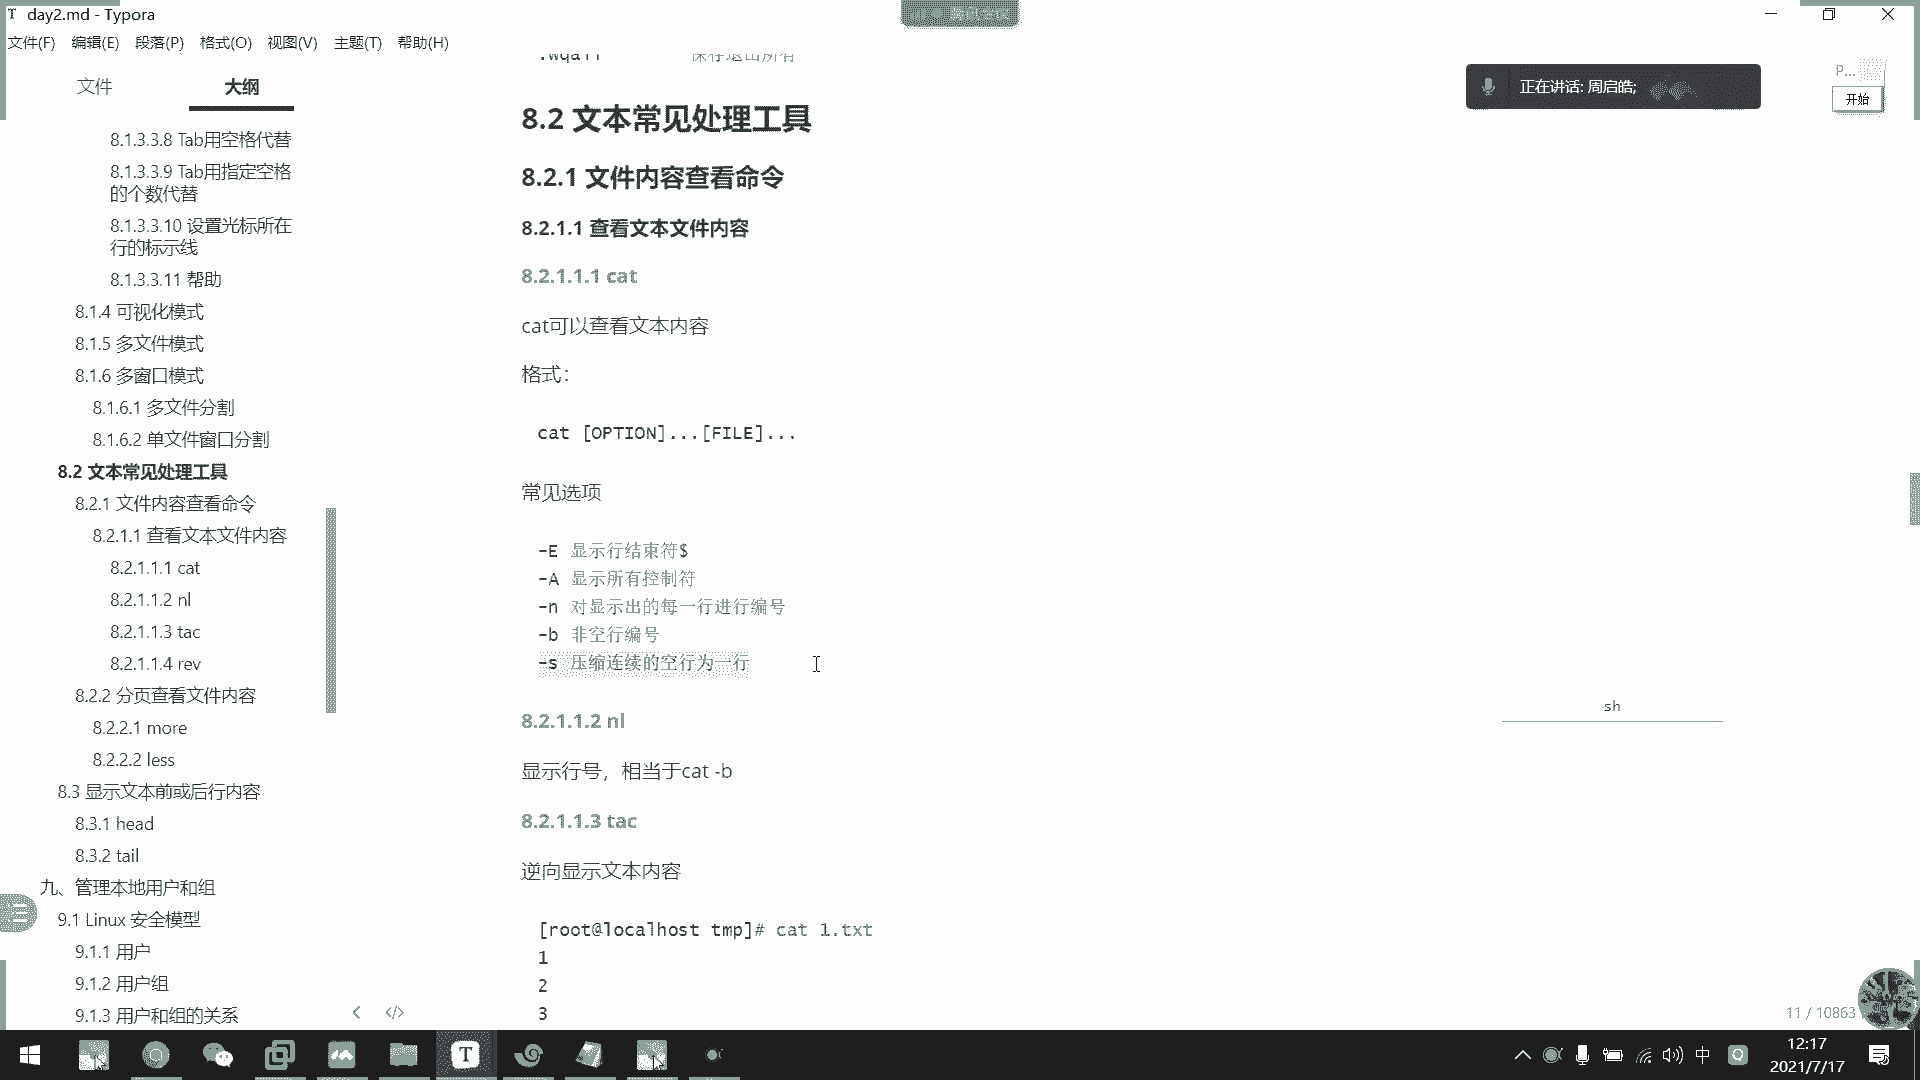 day2.md - Typora
文件(F) 编辑(E) 段落(P) 格式(O) 视图(V) 主题(T) 帮助(H)
文件 大纲
8.1.3.3.8 Tab用空格代替
8.1.3.3.9 Tab用指定空格
的个数代替
8.1.3.3.10 设置光标所在
行的标示线
8.1.3.3.11 帮助
8.1.4 可视化模式
8.1.5 多文件模式
8.1.6 多窗口模式
8.1.6.1 多文件分割
8.1.6.2 单文件窗口分割
8.2 文本常见处理工具
8.2.1 文件内容查看命令
8.2.1.1 查看文本文件内容
8.2.1.1.1 cat
8.2.1.1.2 nl
8.2.1.1.3 tac
8.2.1.1.4 rev
8.2.2 分页查看文件内容
8.2.2.1 more
8.2.2.2 less
8.3 显示文本前或后行内容
8.3.1 head
8.3.2 tail
九、管理本地用户和组
9.1 Linux 安全模型
9.1.1 用户
9.1.2 用户组
9.1.3 用户和组的关系
:wqall 保存退出所有
8.2 文本常见处理工具
8.2.1 文件内容查看命令
8.2.1.1 查看文本文件内容
8.2.1.1.1 cat
cat可以查看文本内容
格式：
cat [OPTION]...[FILE]...
常见选项
-E 显示行结束符$
-A 显示所有控制符
-n 对显示出的每一行进行编号
-b 非空行编号
-s 压缩连续的空行为一行
8.2.1.1.2 nl
显示行号，相当于cat -b
8.2.1.1.3 tac
逆向显示文本内容
[root@localhost tmp]# cat 1.txt
1
2
3
正在讲话: 周启皓;
P...
开始
sh
11 / 10863
中
12:17
2021/7/17